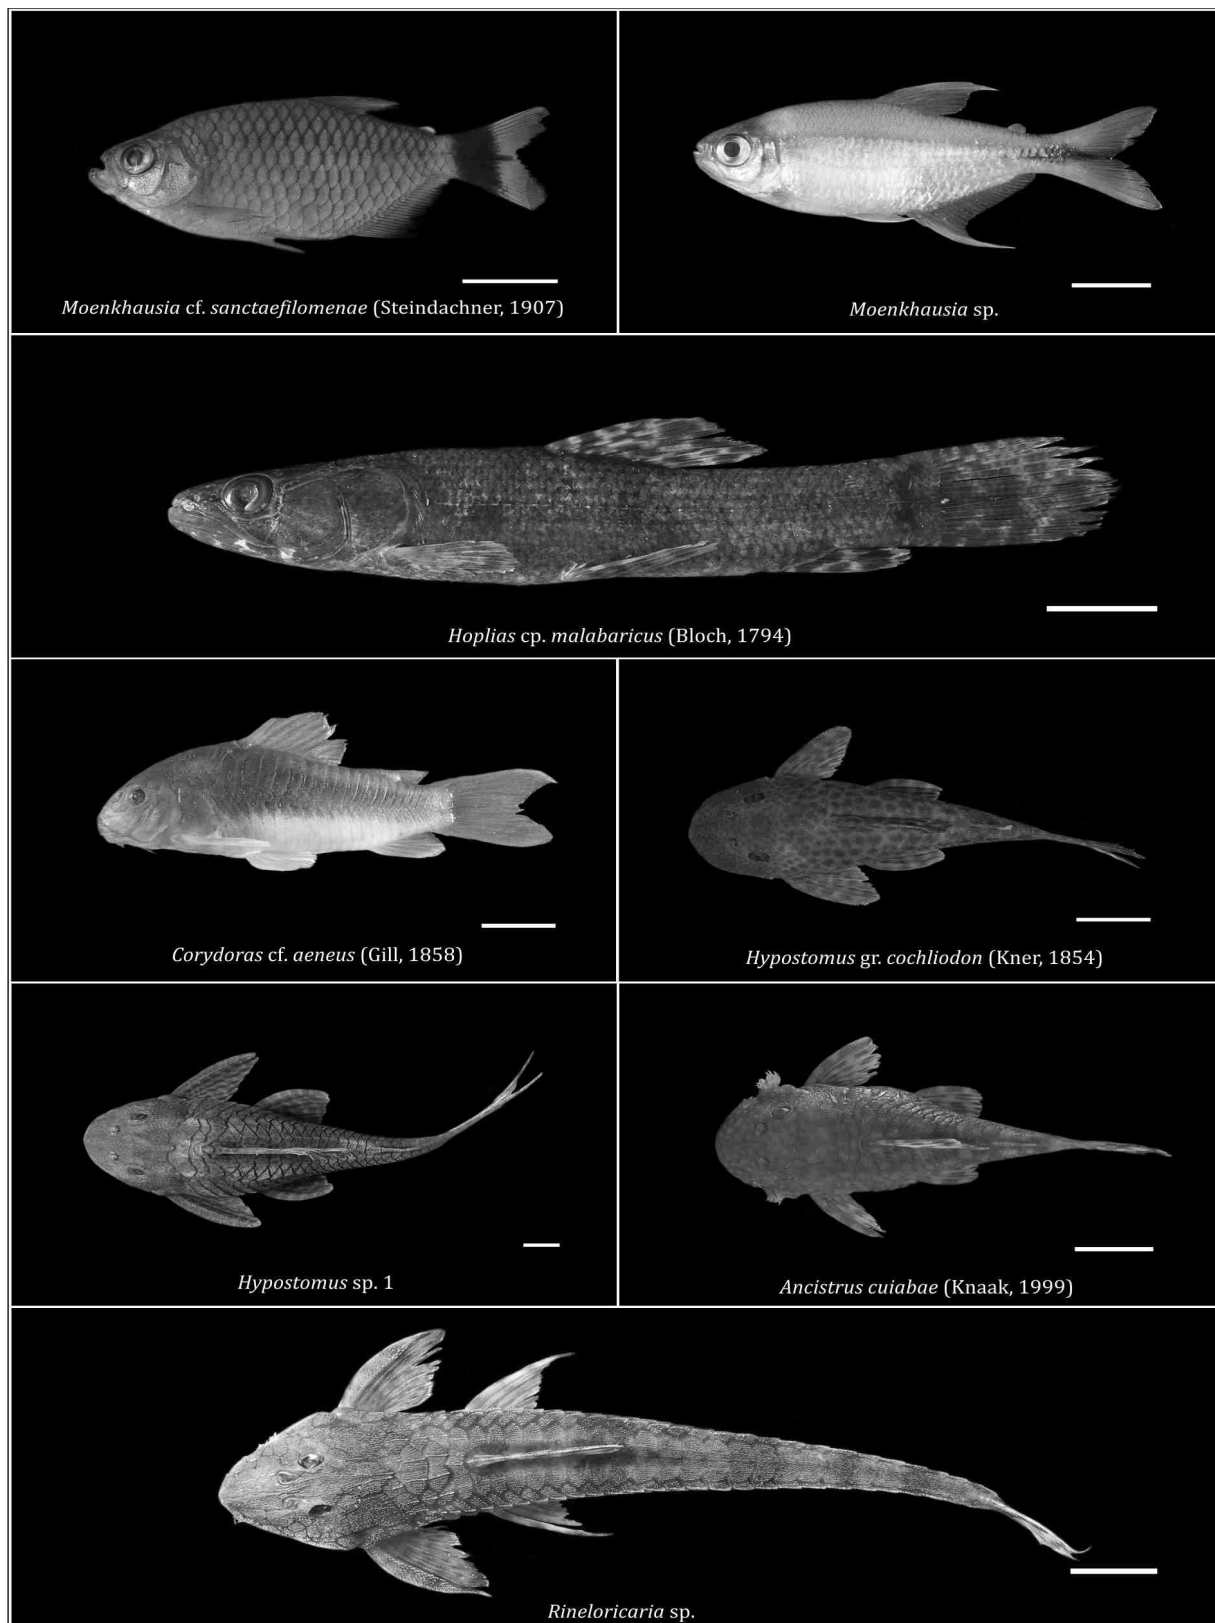 Moenkhausia cf. sanctaefilomenae (Steindachner, 1907)
Moenkhausia sp.
Hoplias cp. malabaricus (Bloch, 1794)
Corydoras cf. aeneus (Gill, 1858)
Hypostomus gr. cochliodon (Kner, 1854)
Hypostomus sp. 1
Ancistrus cuiabae (Knaak, 1999)
Rineloricaria sp.